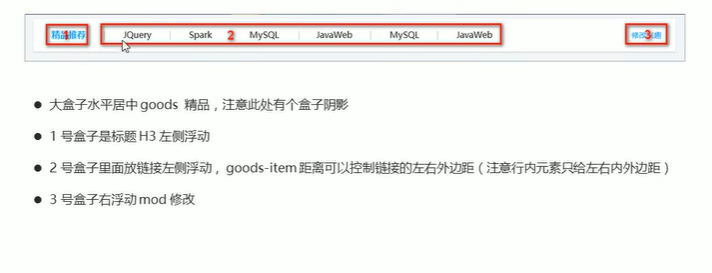 精品推荐 1 JQuery Spark 2 MySQL JavaWeb MySQL JavaWeb 修改 3
● 大盒子水平居中 goods 精品，注意此处有个盒子阴影
● 1 号盒子是标题 H3 左侧浮动
● 2 号盒子里面放链接左侧浮动， goods-item 距离可以控制链接的左右外边距（注意行内元素只给左右内外边距）
● 3 号盒子右浮动 mod 修改